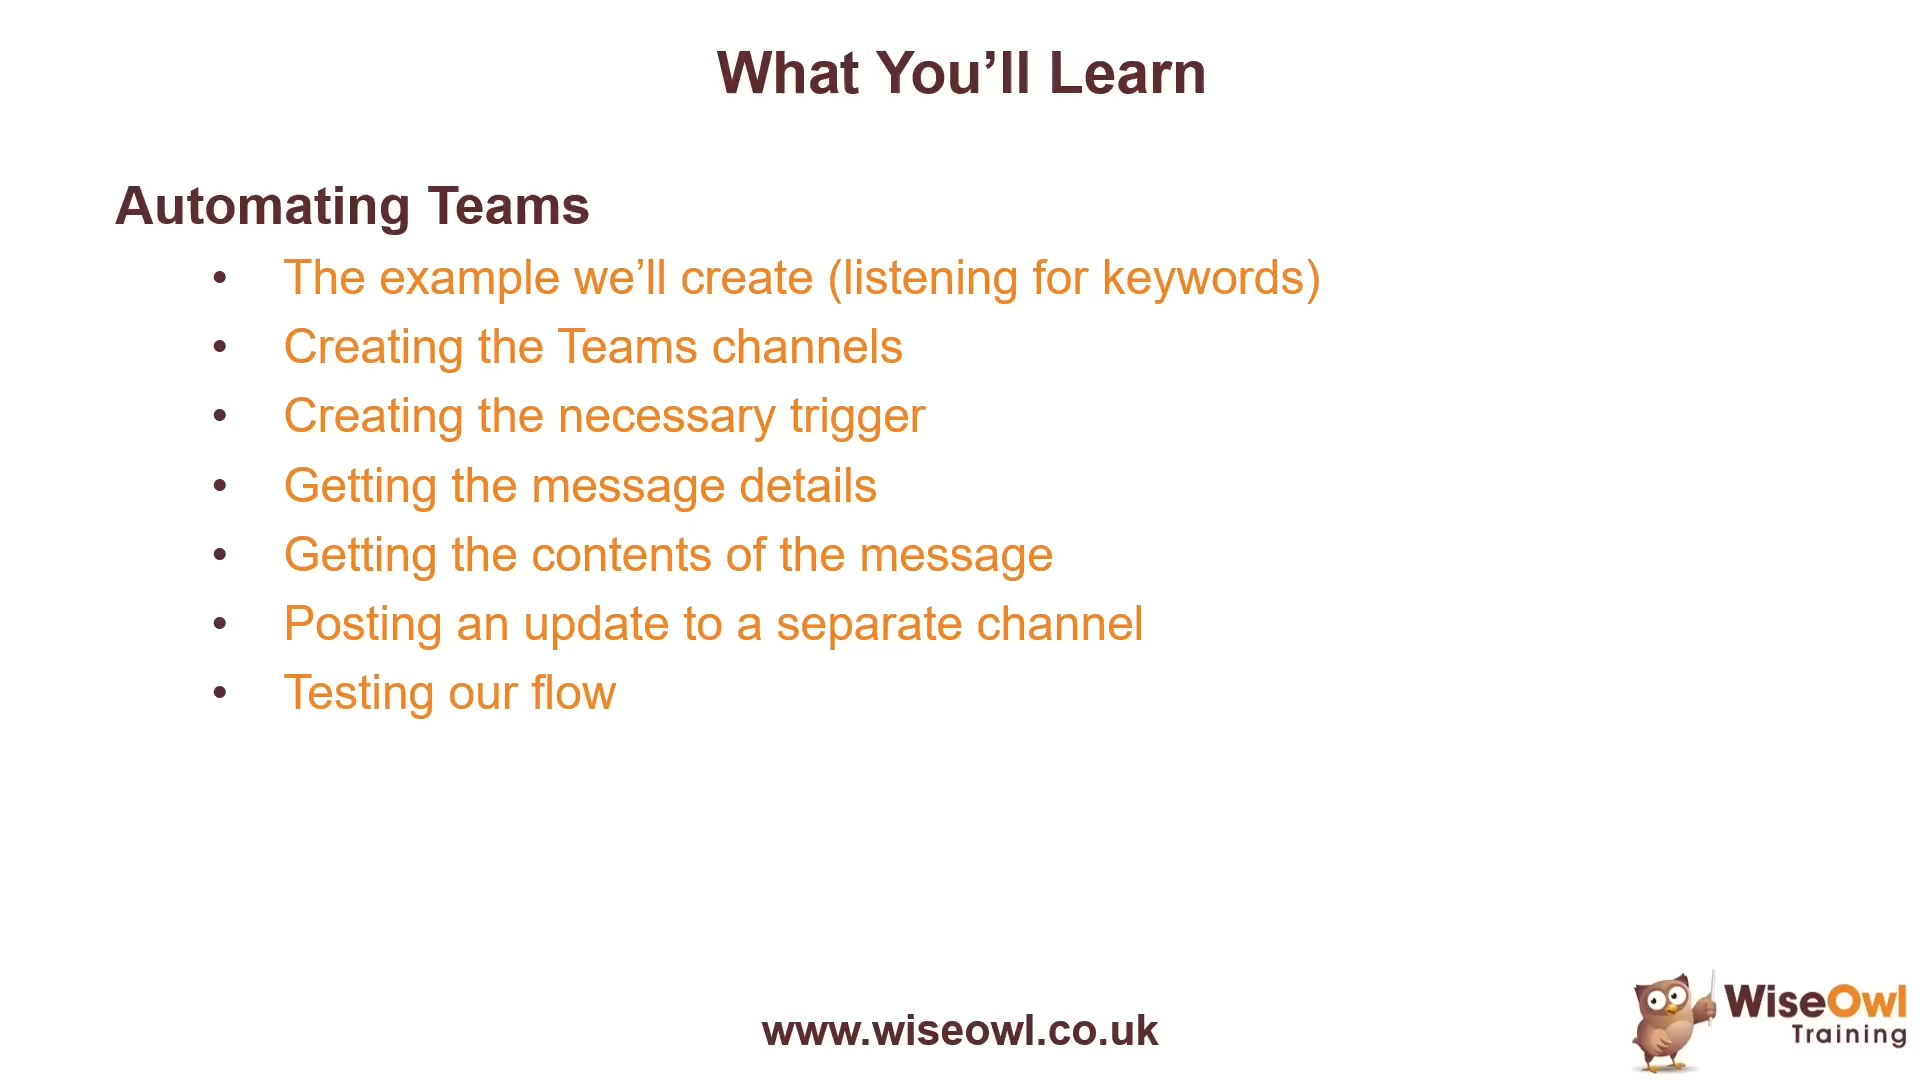 What You’ll Learn
Automating Teams
• The example we’ll create (listening for keywords)
• Creating the Teams channels
• Creating the necessary trigger
• Getting the message details
• Getting the contents of the message
• Posting an update to a separate channel
• Testing our flow
www.wiseowl.co.uk
WiseOwl
Training